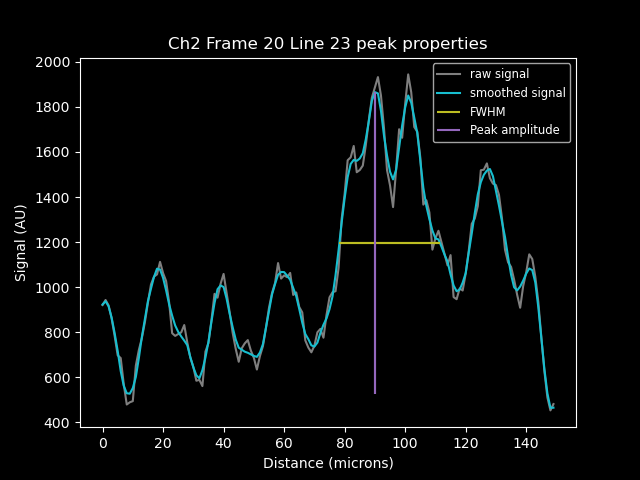 Ch2 Frame 20 Line 23 peak properties
raw signal
smoothed signal
FWHM
Peak amplitude
Signal (AU)
2000
1800
1600
1400
1200
1000
800
600
400
0 20 40 60 80 100 120 140
Distance (microns)